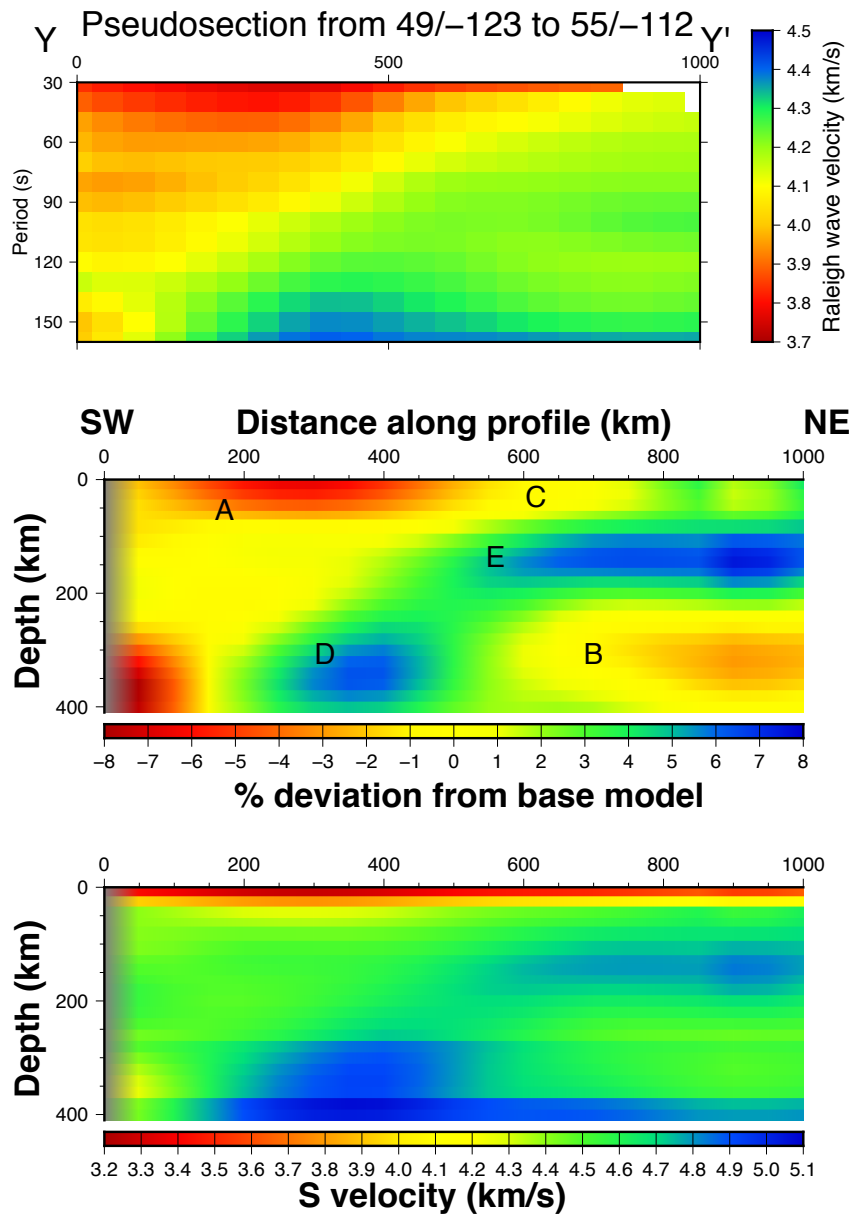 Y Pseudosection from 49/−123 to 55/−112 Y'
0 500 1000
30
60
90
120
150
Period (s)
4.5
4.4
4.3
4.2
4.1
4.0
3.9
3.8
3.7
Raleigh wave velocity (km/s)
SW Distance along profile (km) NE
0 200 400 600 800 1000
0
200
400
Depth (km)
A
C
E
D
B
−8 −7 −6 −5 −4 −3 −2 −1 0 1 2 3 4 5 6 7 8
% deviation from base model
0 200 400 600 800 1000
0
200
400
Depth (km)
3.2 3.3 3.4 3.5 3.6 3.7 3.8 3.9 4.0 4.1 4.2 4.3 4.4 4.5 4.6 4.7 4.8 4.9 5.0 5.1
S velocity (km/s)